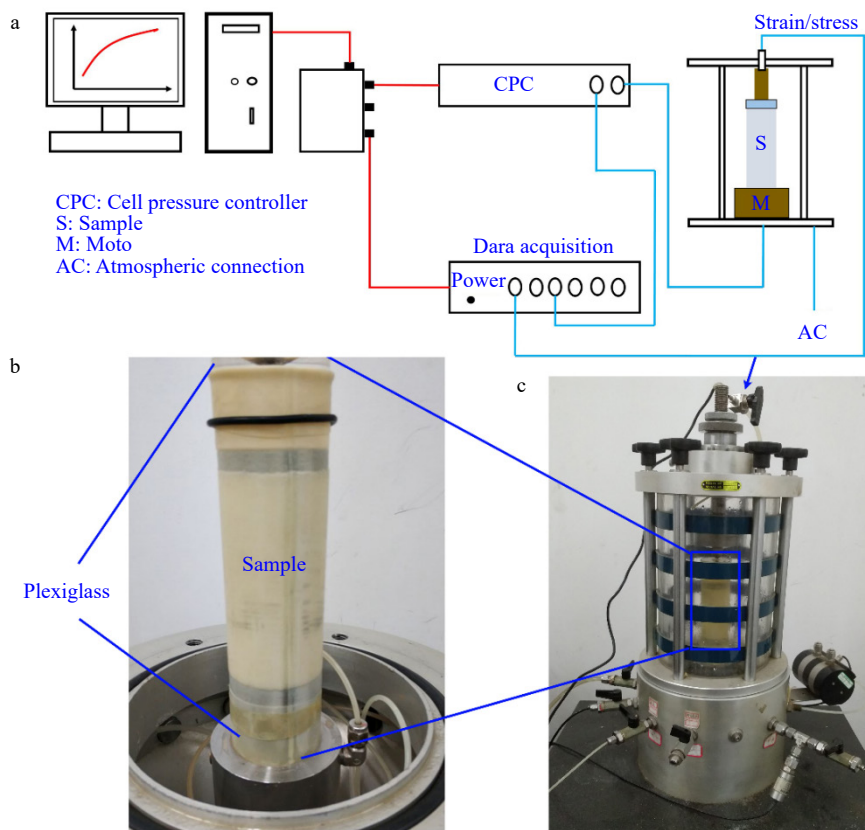 a
Strain/stress
CPC
S
M
CPC: Cell pressure controller
S: Sample
M: Moto
AC: Atmospheric connection
Dara acquisition
Power
AC
b
c
Sample
Plexiglass